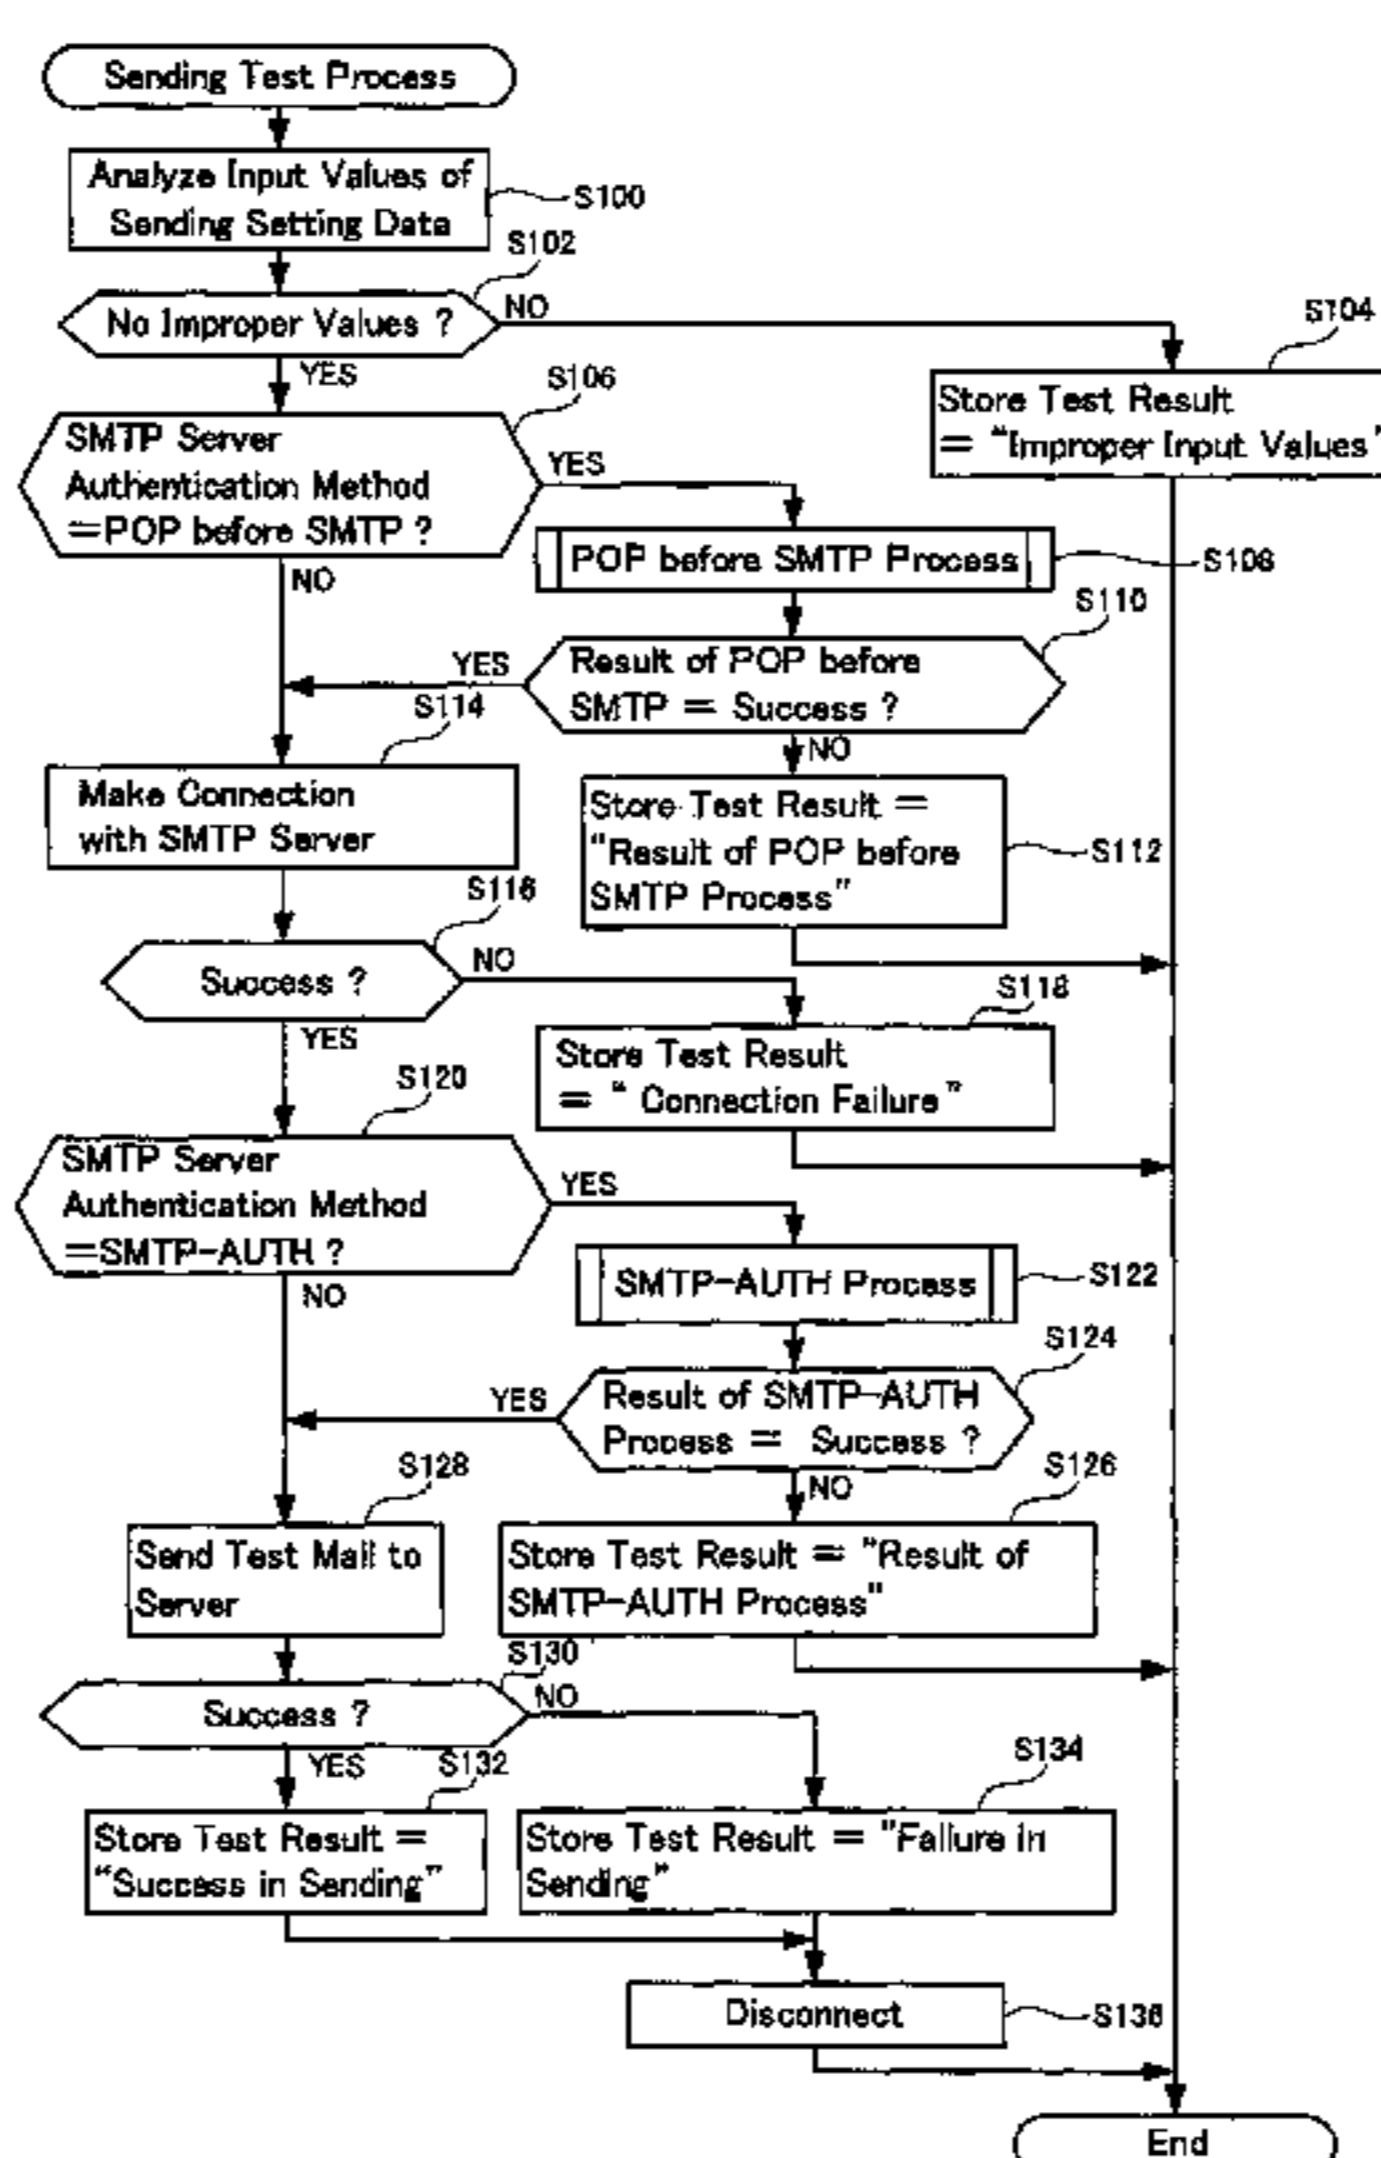 Sending Test Process
Analyze Input Values of
Sending Setting Data
S100
S102
No Improper Values ?
NO
YES
S104
Store Test Result
= “Improper Input Values”
S106
SMTP Server
Authentication Method
=POP before SMTP ?
YES
NO
POP before SMTP Process
S108
S110
Result of POP before
SMTP = Success ?
YES
NO
S114
Make Connection
with SMTP Server
Store Test Result =
“Result of POP before
SMTP Process”
S112
S116
Success ?
NO
YES
S118
Store Test Result
= “ Connection Failure”
S120
SMTP Server
Authentication Method
=SMTP-AUTH ?
YES
NO
SMTP-AUTH Process
S122
S124
Result of SMTP-AUTH
Process = Success ?
YES
NO
S128
Send Test Mail to
Server
S126
Store Test Result = "Result of
SMTP-AUTH Process"
S130
Success ?
NO
YES
S132
Store Test Result =
“Success in Sending”
S134
Store Test Result = "Failure in
Sending”
Disconnect
S136
End